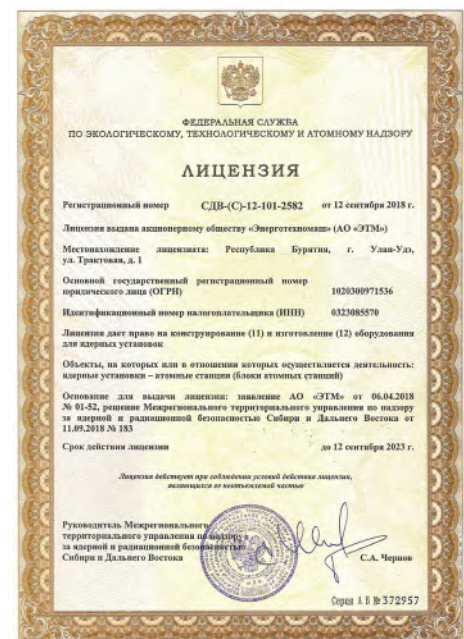 ФЕДЕРАЛЬНАЯ СЛУЖБА
ПО ЭКОЛОГИЧЕСКОМУ, ТЕХНОЛОГИЧЕСКОМУ И АТОМНОМУ НАДЗОРУ
ЛИЦЕНЗИЯ
Регистрационный номер СДВ-(С)-12-101-2582 от 12 сентября 2018 г.
Лицензия выдана акционерному обществу «Энерготехномаш» (АО «ЭТМ»)
Местонахождение лицензиата: Республика Бурятия, г. Улан-Удэ,
ул. Трактовая, д. 1
Основной государственный регистрационный номер
юридического лица (ОГРН) 1020300971536
Идентификационный номер налогоплательщика (ИНН) 0323085570
Лицензия дает право на конструирование (11) и изготовление (12) оборудования
для ядерных установок
Объекты, на которых или в отношении которых осуществляется деятельность:
ядерные установки – атомные станции (блоки атомных станций)
Основание для выдачи лицензии: заявление АО «ЭТМ» от 06.04.2018
№ 01-52, решение Межрегионального территориального управления по надзору
за ядерной и радиационной безопасностью Сибири и Дальнего Востока от
11.09.2018 № 183
Срок действия лицензии до 12 сентября 2023 г.
Лицензия действует при соблюдении условий действия лицензии,
являющихся ее неотъемлемой частью
Руководитель Межрегионального
территориального управления по надзору
за ядерной и радиационной безопасностью
Сибири и Дальнего Востока С.А. Чернов
Серия А В № 372957